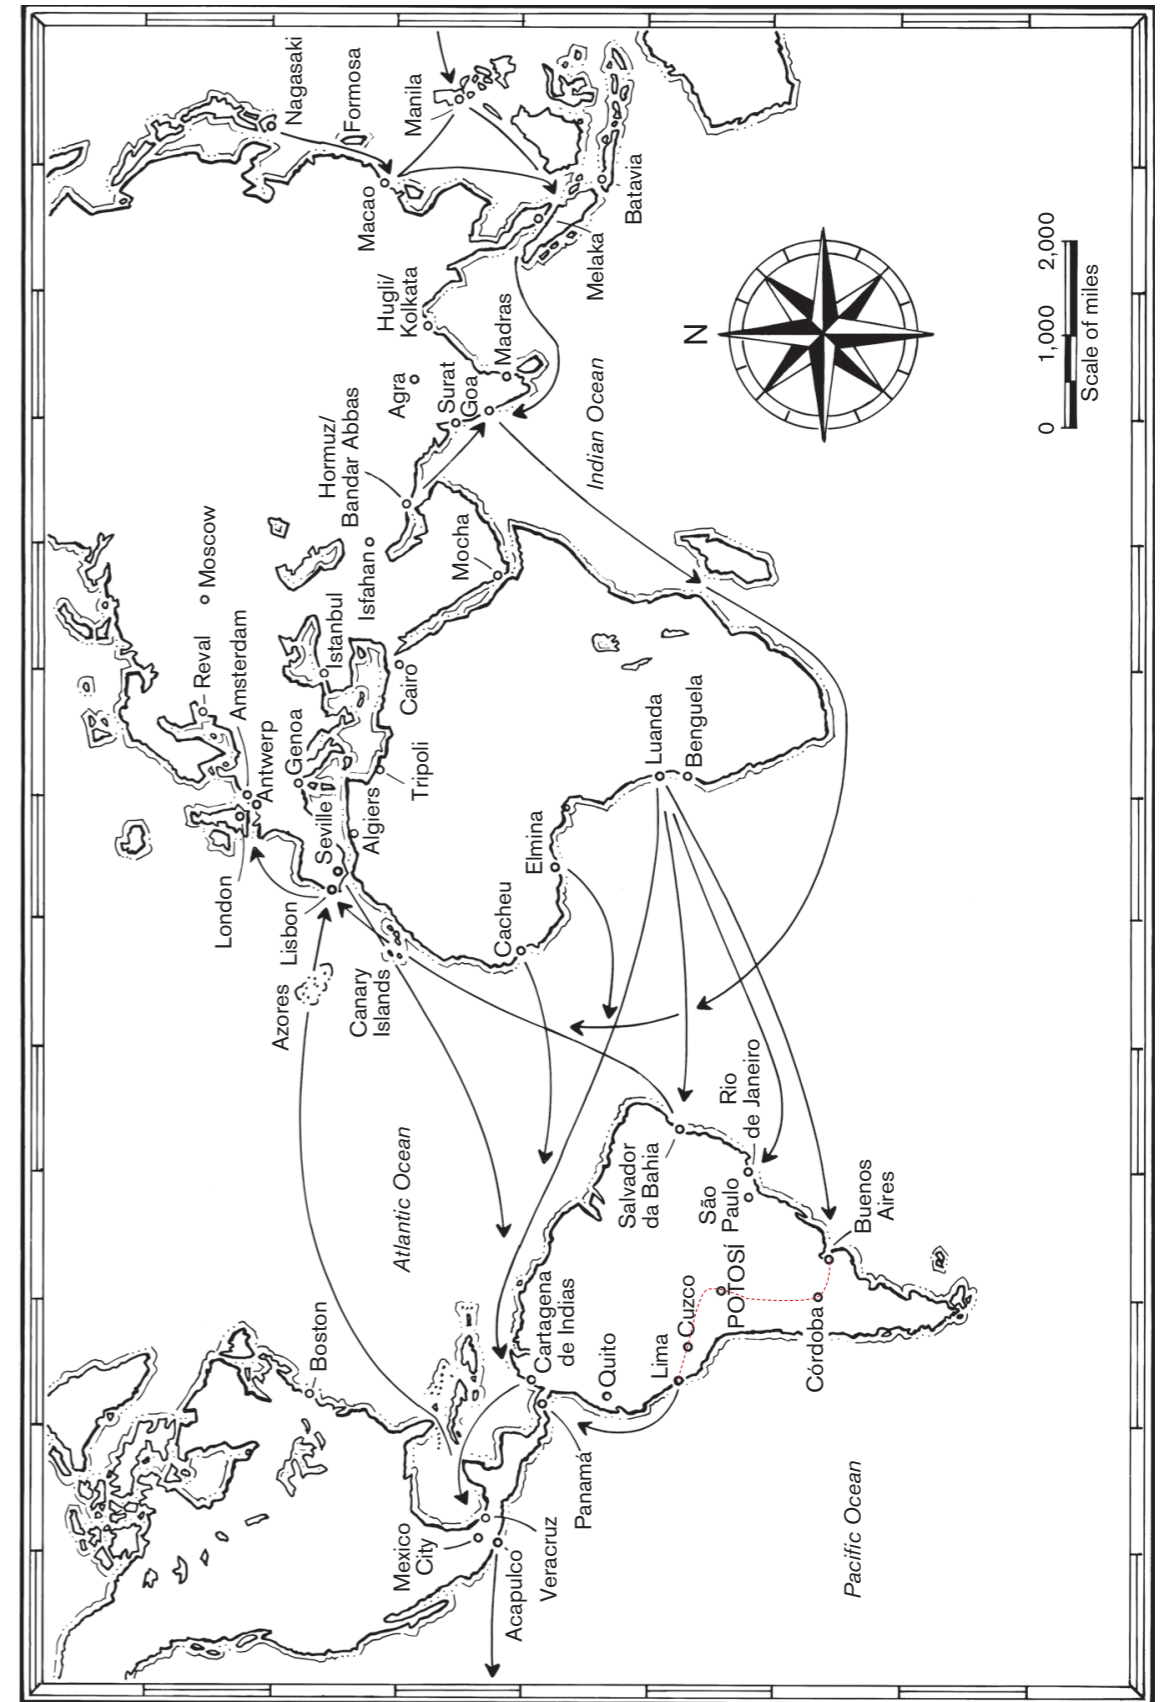 Boston
Mexico
City
Acapulco
Veracruz
Panamá
Cartagena
de Indias
Quito
Lima
Cuzco
POTOSÍ
Córdoba
Buenos
Aires
São
Paulo
Rio
de Janeiro
Salvador
da Bahia
Pacific Ocean
Atlantic Ocean
Azores
Canary
Islands
London
Lisbon
Seville
Antwerp
Amsterdam
Genoa
Algiers
Tripoli
Reval
Moscow
Istanbul
Cairo
Isfahan
Cacheu
Elmina
Luanda
Benguela
Mocha
Hormuz/
Bandar Abbas
Agra
Surat
Goa
Madras
Hugli/
Kolkata
Indian Ocean
Macao
Formosa
Nagasaki
Manila
Melaka
Batavia
N
0
1,000
2,000
Scale of miles